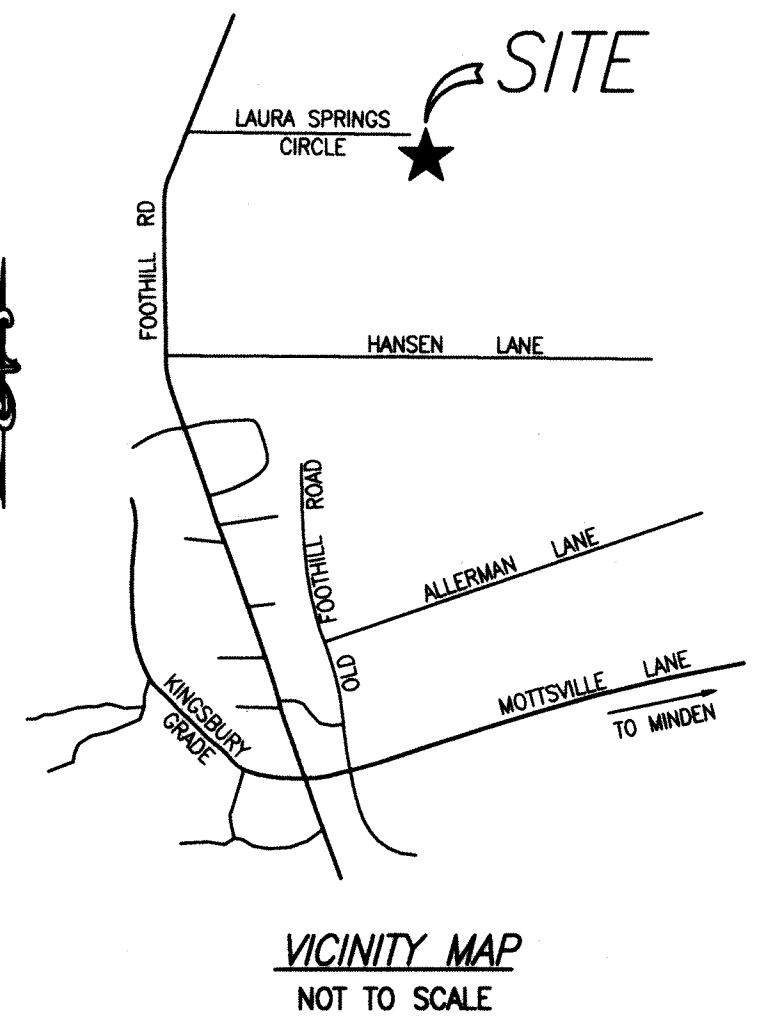 SITE
LAURA SPRINGS
CIRCLE
FOOTHILL RD
HANSEN LANE
OLD FOOTHILL ROAD
ALLERMAN LANE
MOTTSVILLE LANE
TO MINDEN
KINGSBURY
GRADE
VICINITY MAP
NOT TO SCALE